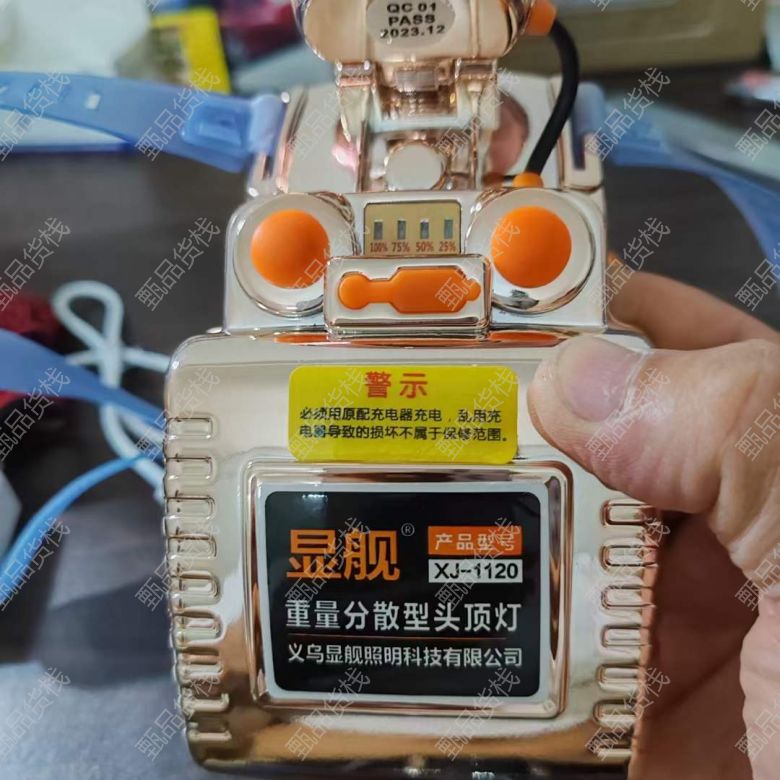 QC 01
PASS
2023.12
100% 75% 50% 25%
警示
必须用原配充电器充电，乱用充
电器导致的损坏不属于保修范围。
显舰®
产品型号
XJ-1120
重量分散型头顶灯
义乌显舰照明科技有限公司
甄品货栈